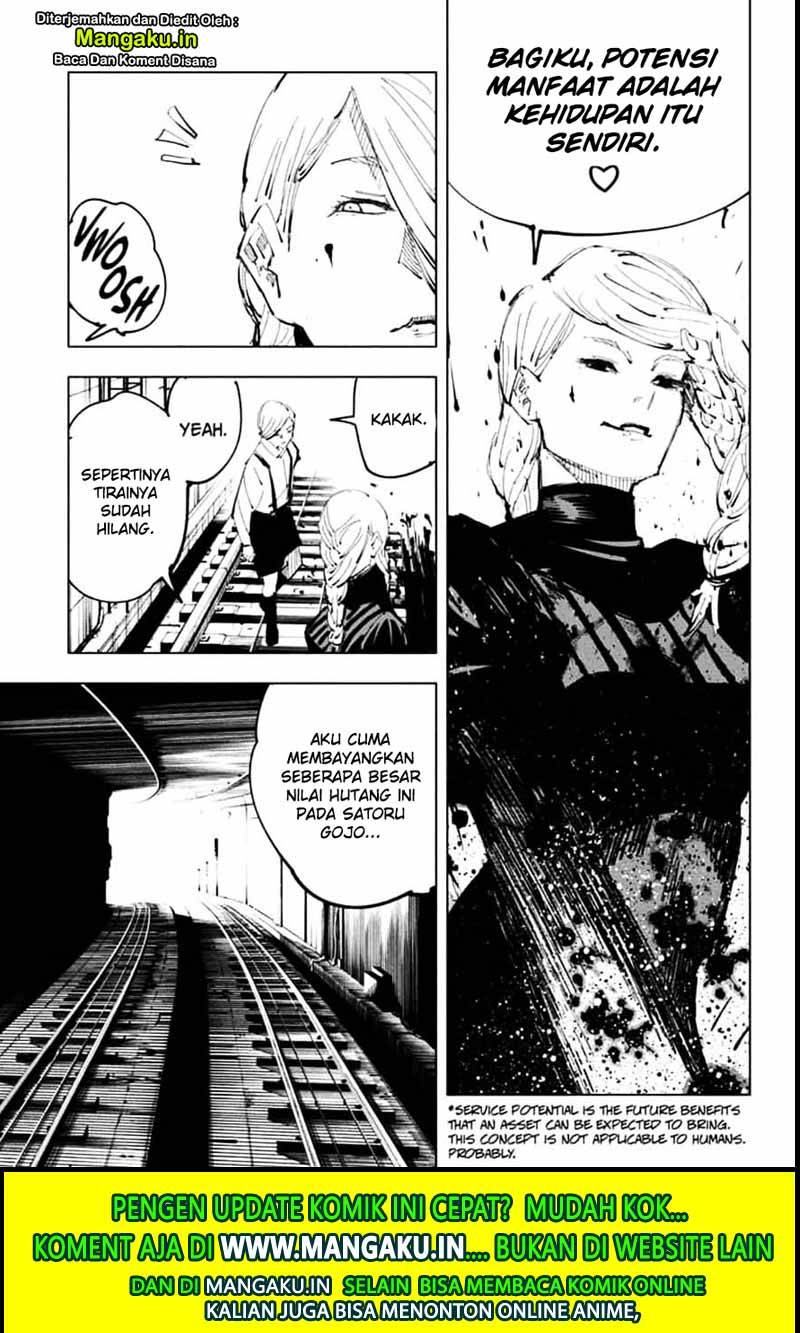 Diterjemahkan dan Diedit Oleh :
Mangaku.in
Baca Dan Koment Disana
BAGIKU, POTENSI
MANFAAT ADALAH
KEHIDUPAN ITU
SENDIRI.
♡
VWO
OSH
KAKAK.
YEAH.
SEPERTINYA
TIRAINYA
SUDAH
HILANG.
AKU CUMA
MEMBAYANGKAN
SEBERAPA BESAR
NILAI HUTANG INI
PADA SATORU
GOJO...
*SERVICE POTENTIAL IS THE FUTURE BENEFITS
THAT AN ASSET CAN BE EXPECTED TO BRING.
THIS CONCEPT IS NOT APPLICABLE TO HUMANS.
PROBABLY.
PENGEN UPDATE KOMIK INI CEPAT? MUDAH KOK...
KOMENT AJA DI WWW.MANGAKU.IN.... BUKAN DI WEBSITE LAIN
DAN DI MANGAKU.IN SELAIN BISA MEMBACA KOMIK ONLINE
KALIAN JUGA BISA MENONTON ONLINE ANIME,